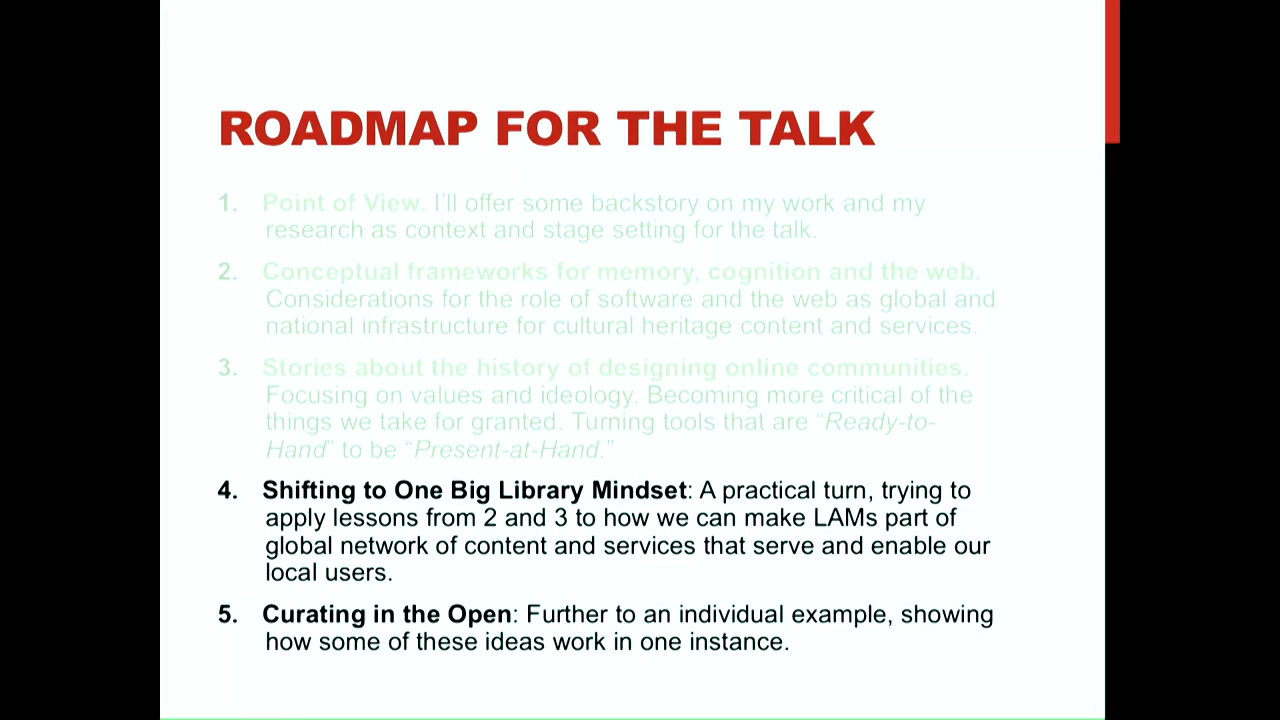 ROADMAP FOR THE TALK
1. Point of View. I'll offer some backstory on my work and my
research as context and stage setting for the talk.
2. Conceptual frameworks for memory, cognition and the web.
Considerations for the role of software and the web as global and
national infrastructure for cultural heritage content and services.
3. Stories about the history of designing online communities.
Focusing on values and ideology. Becoming more critical of the
things we take for granted. Turning tools that are “Ready-to-
Hand” to be “Present-at-Hand.”
4. Shifting to One Big Library Mindset: A practical turn, trying to
apply lessons from 2 and 3 to how we can make LAMs part of
global network of content and services that serve and enable our
local users.
5. Curating in the Open: Further to an individual example, showing
how some of these ideas work in one instance.